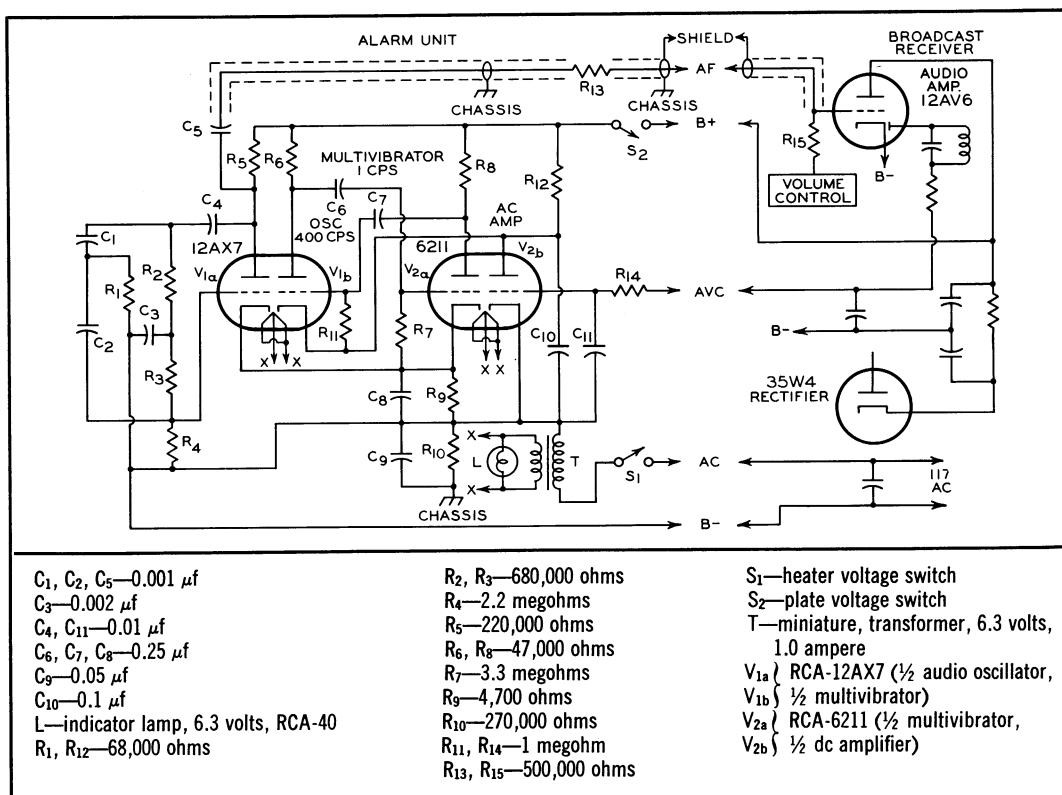 ALARM UNIT
SHIELD
BROADCAST
RECEIVER
AF
AUDIO
AMP.
12AV6
R13
CHASSIS
CHASSIS
C5
B+
S2
R15
R5
R6
MULTIVIBRATOR
1 CPS
R8
R12
B-
VOLUME
CONTROL
C6
C7
C4
OSC
400 CPS
AC
AMP
C1
12AX7
6211
R2
V1a
V1b
V2a
V2b
R14
R1
AVC
C3
R11
R7
C10
C11
C2
X X
X X
B-
R3
C8
R9
35W4
RECTIFIER
R4
C9
R10
X
L
T
X
S1
AC
117
AC
CHASSIS
B-
C1, C2, C5—0.001 μf
C3—0.002 μf
C4, C11—0.01 μf
C6, C7, C8—0.25 μf
C9—0.05 μf
C10—0.1 μf
L—indicator lamp, 6.3 volts, RCA-40
R1, R12—68,000 ohms
R2, R3—680,000 ohms
R4—2.2 megohms
R5—220,000 ohms
R6, R8—47,000 ohms
R7—3.3 megohms
R9—4,700 ohms
R10—270,000 ohms
R11, R14—1 megohm
R13, R15—500,000 ohms
S1—heater voltage switch
S2—plate voltage switch
T—miniature, transformer, 6.3 volts,
1.0 ampere
V1a } RCA-12AX7 (½ audio oscillator,
V1b } ½ multivibrator)
V2a } RCA-6211 (½ multivibrator,
V2b } ½ dc amplifier)